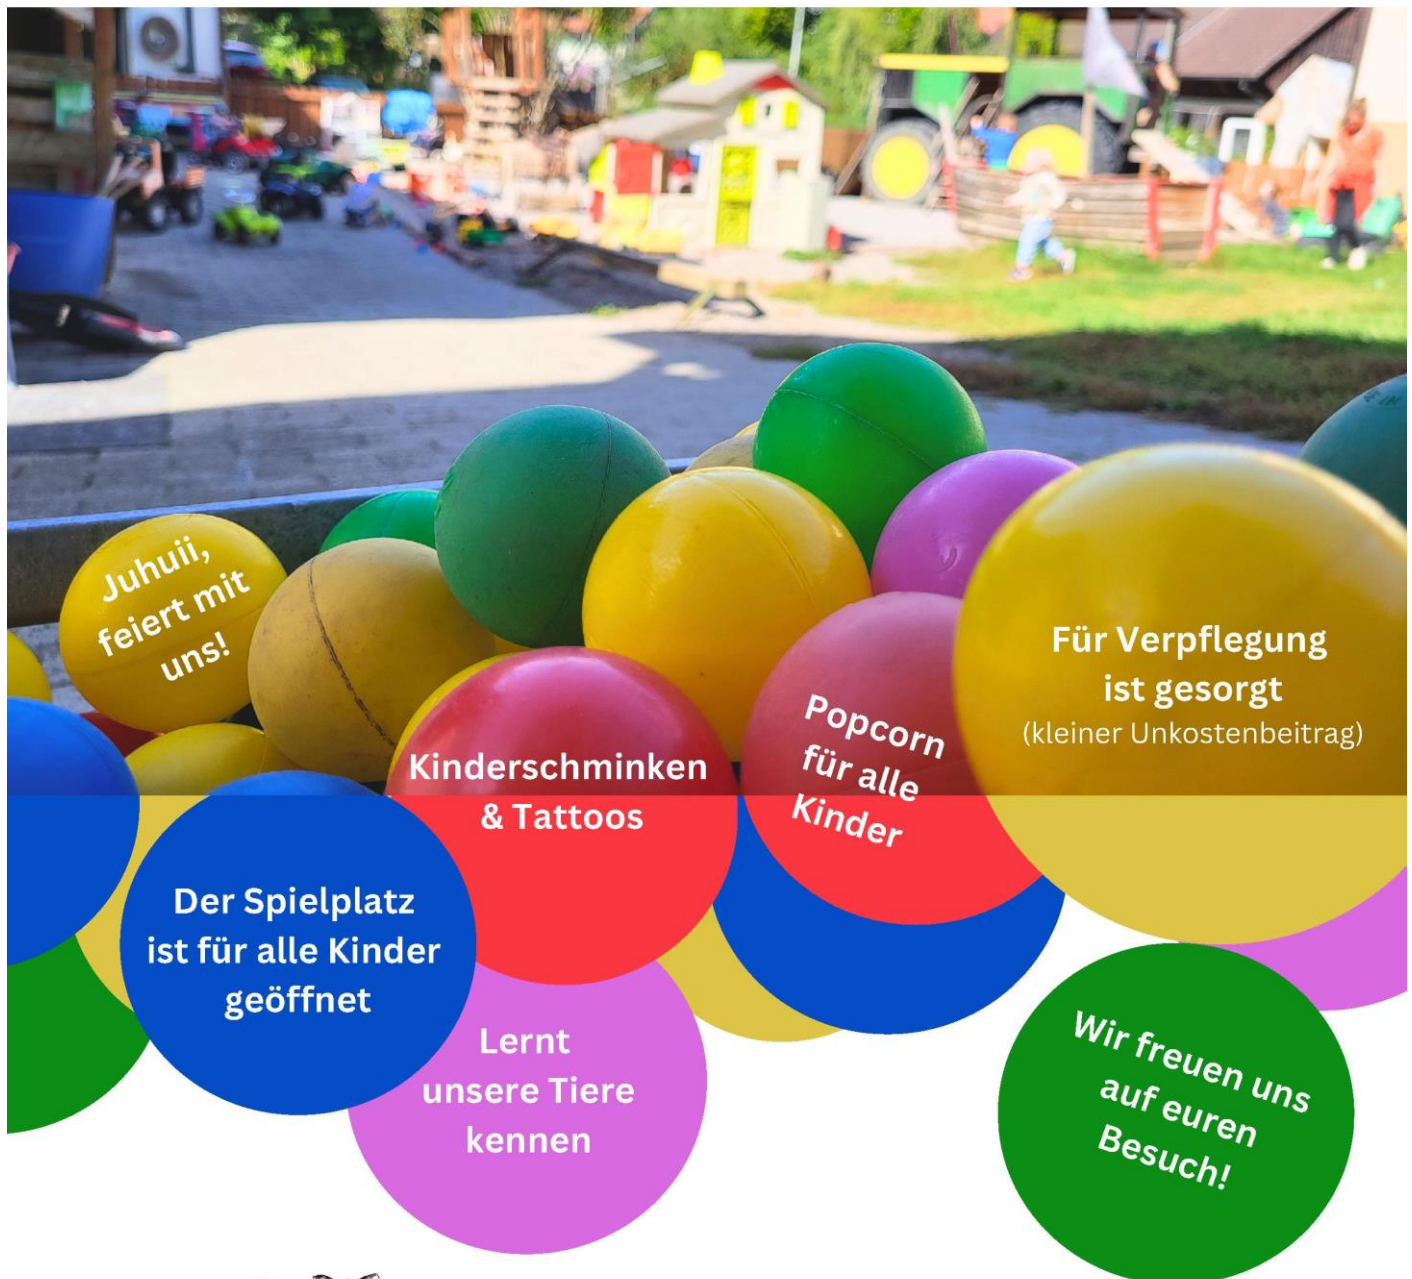 Juhuii,
feiert mit
uns!
Für Verpflegung
ist gesorgt
(kleiner Unkostenbeitrag)
Popcorn
für alle
Kinder
Kinderschminken
& Tattoos
Der Spielplatz
ist für alle Kinder
geöffnet
Lernt
unsere Tiere
kennen
Wir freuen uns
auf euren
Besuch!